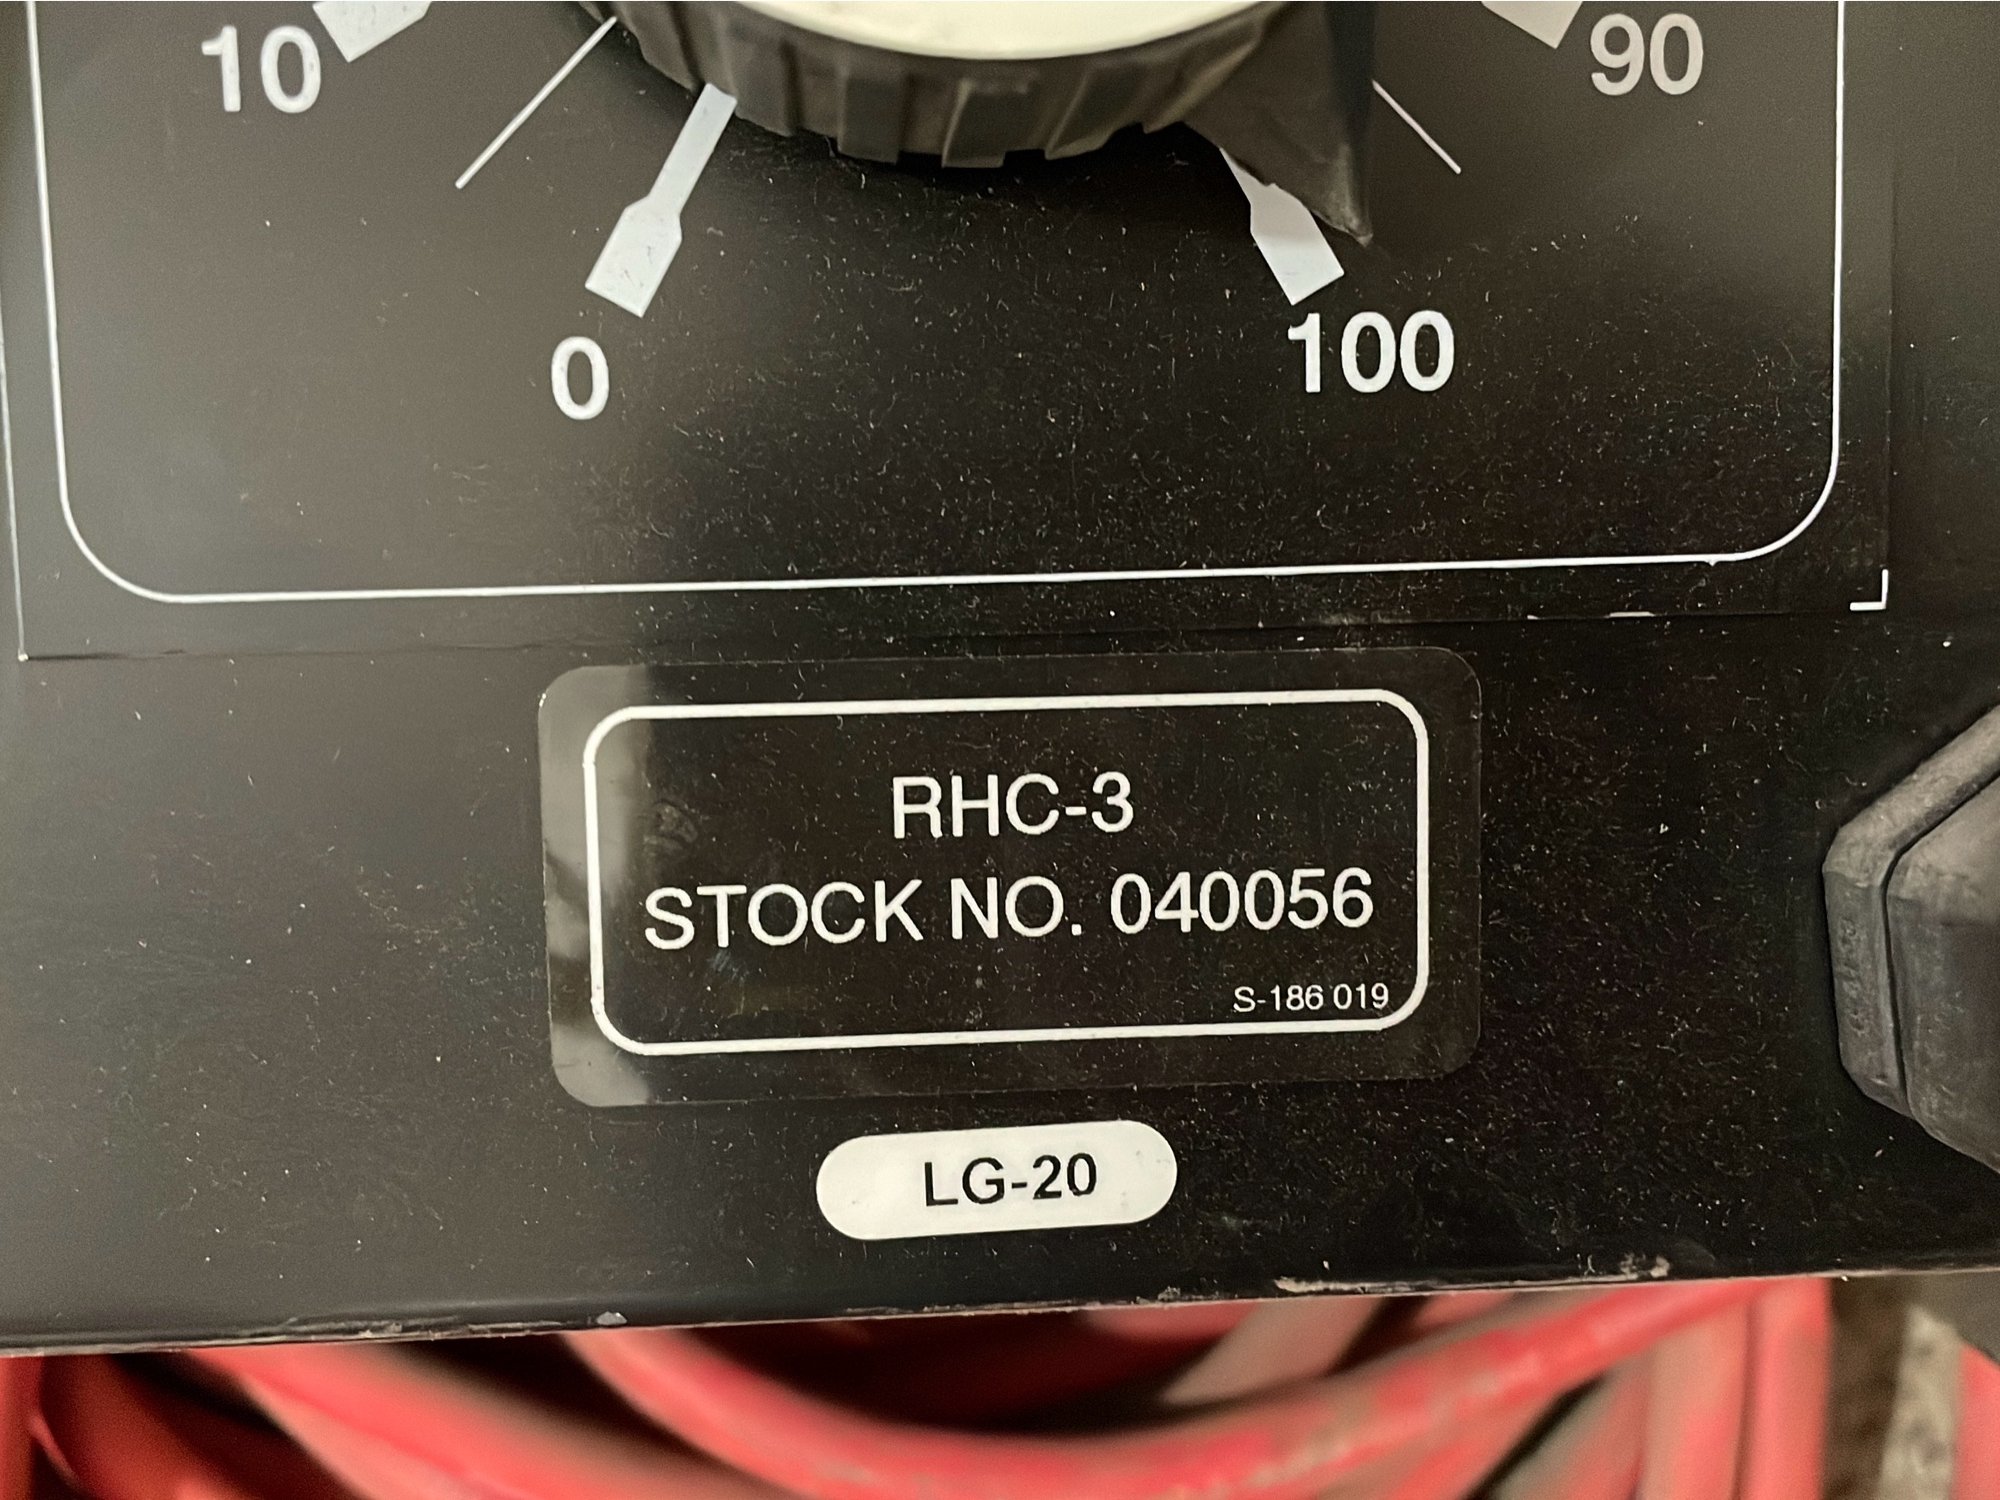 10
90
0
100
RHC-3
STOCK NO. 040056
S-186 019
LG-20